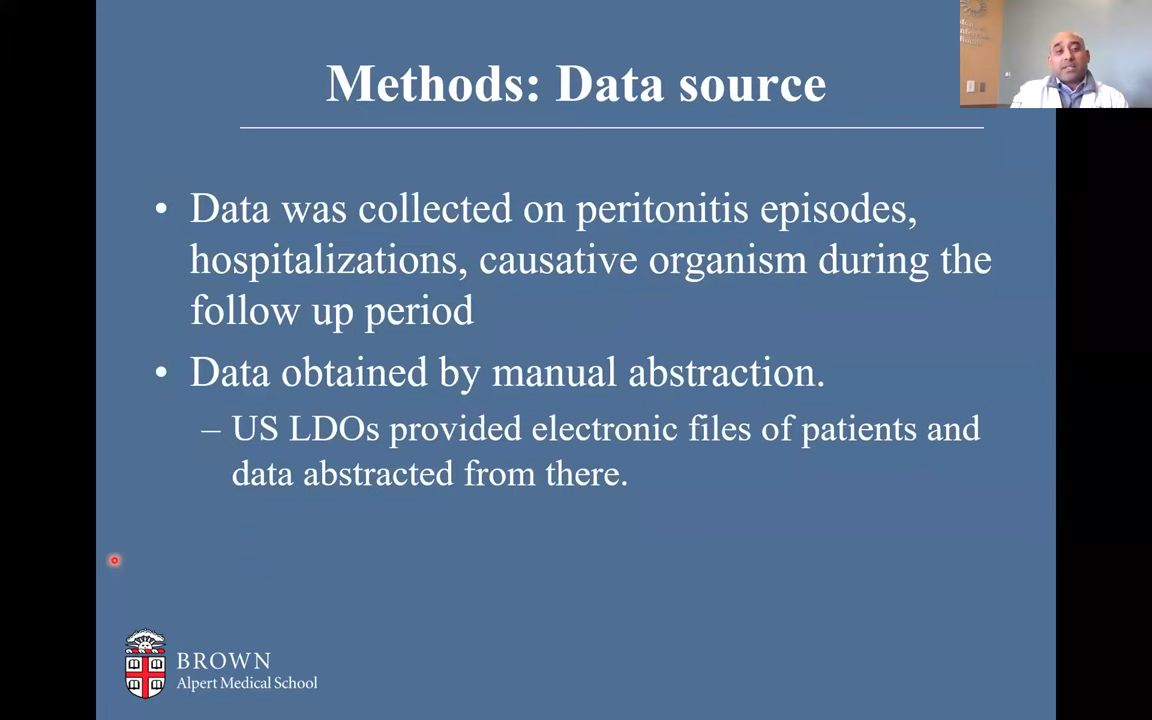 Methods: Data source
• Data was collected on peritonitis episodes,
hospitalizations, causative organism during the
follow up period
• Data obtained by manual abstraction.
– US LDOs provided electronic files of patients and
data abstracted from there.
BROWN
Alpert Medical School